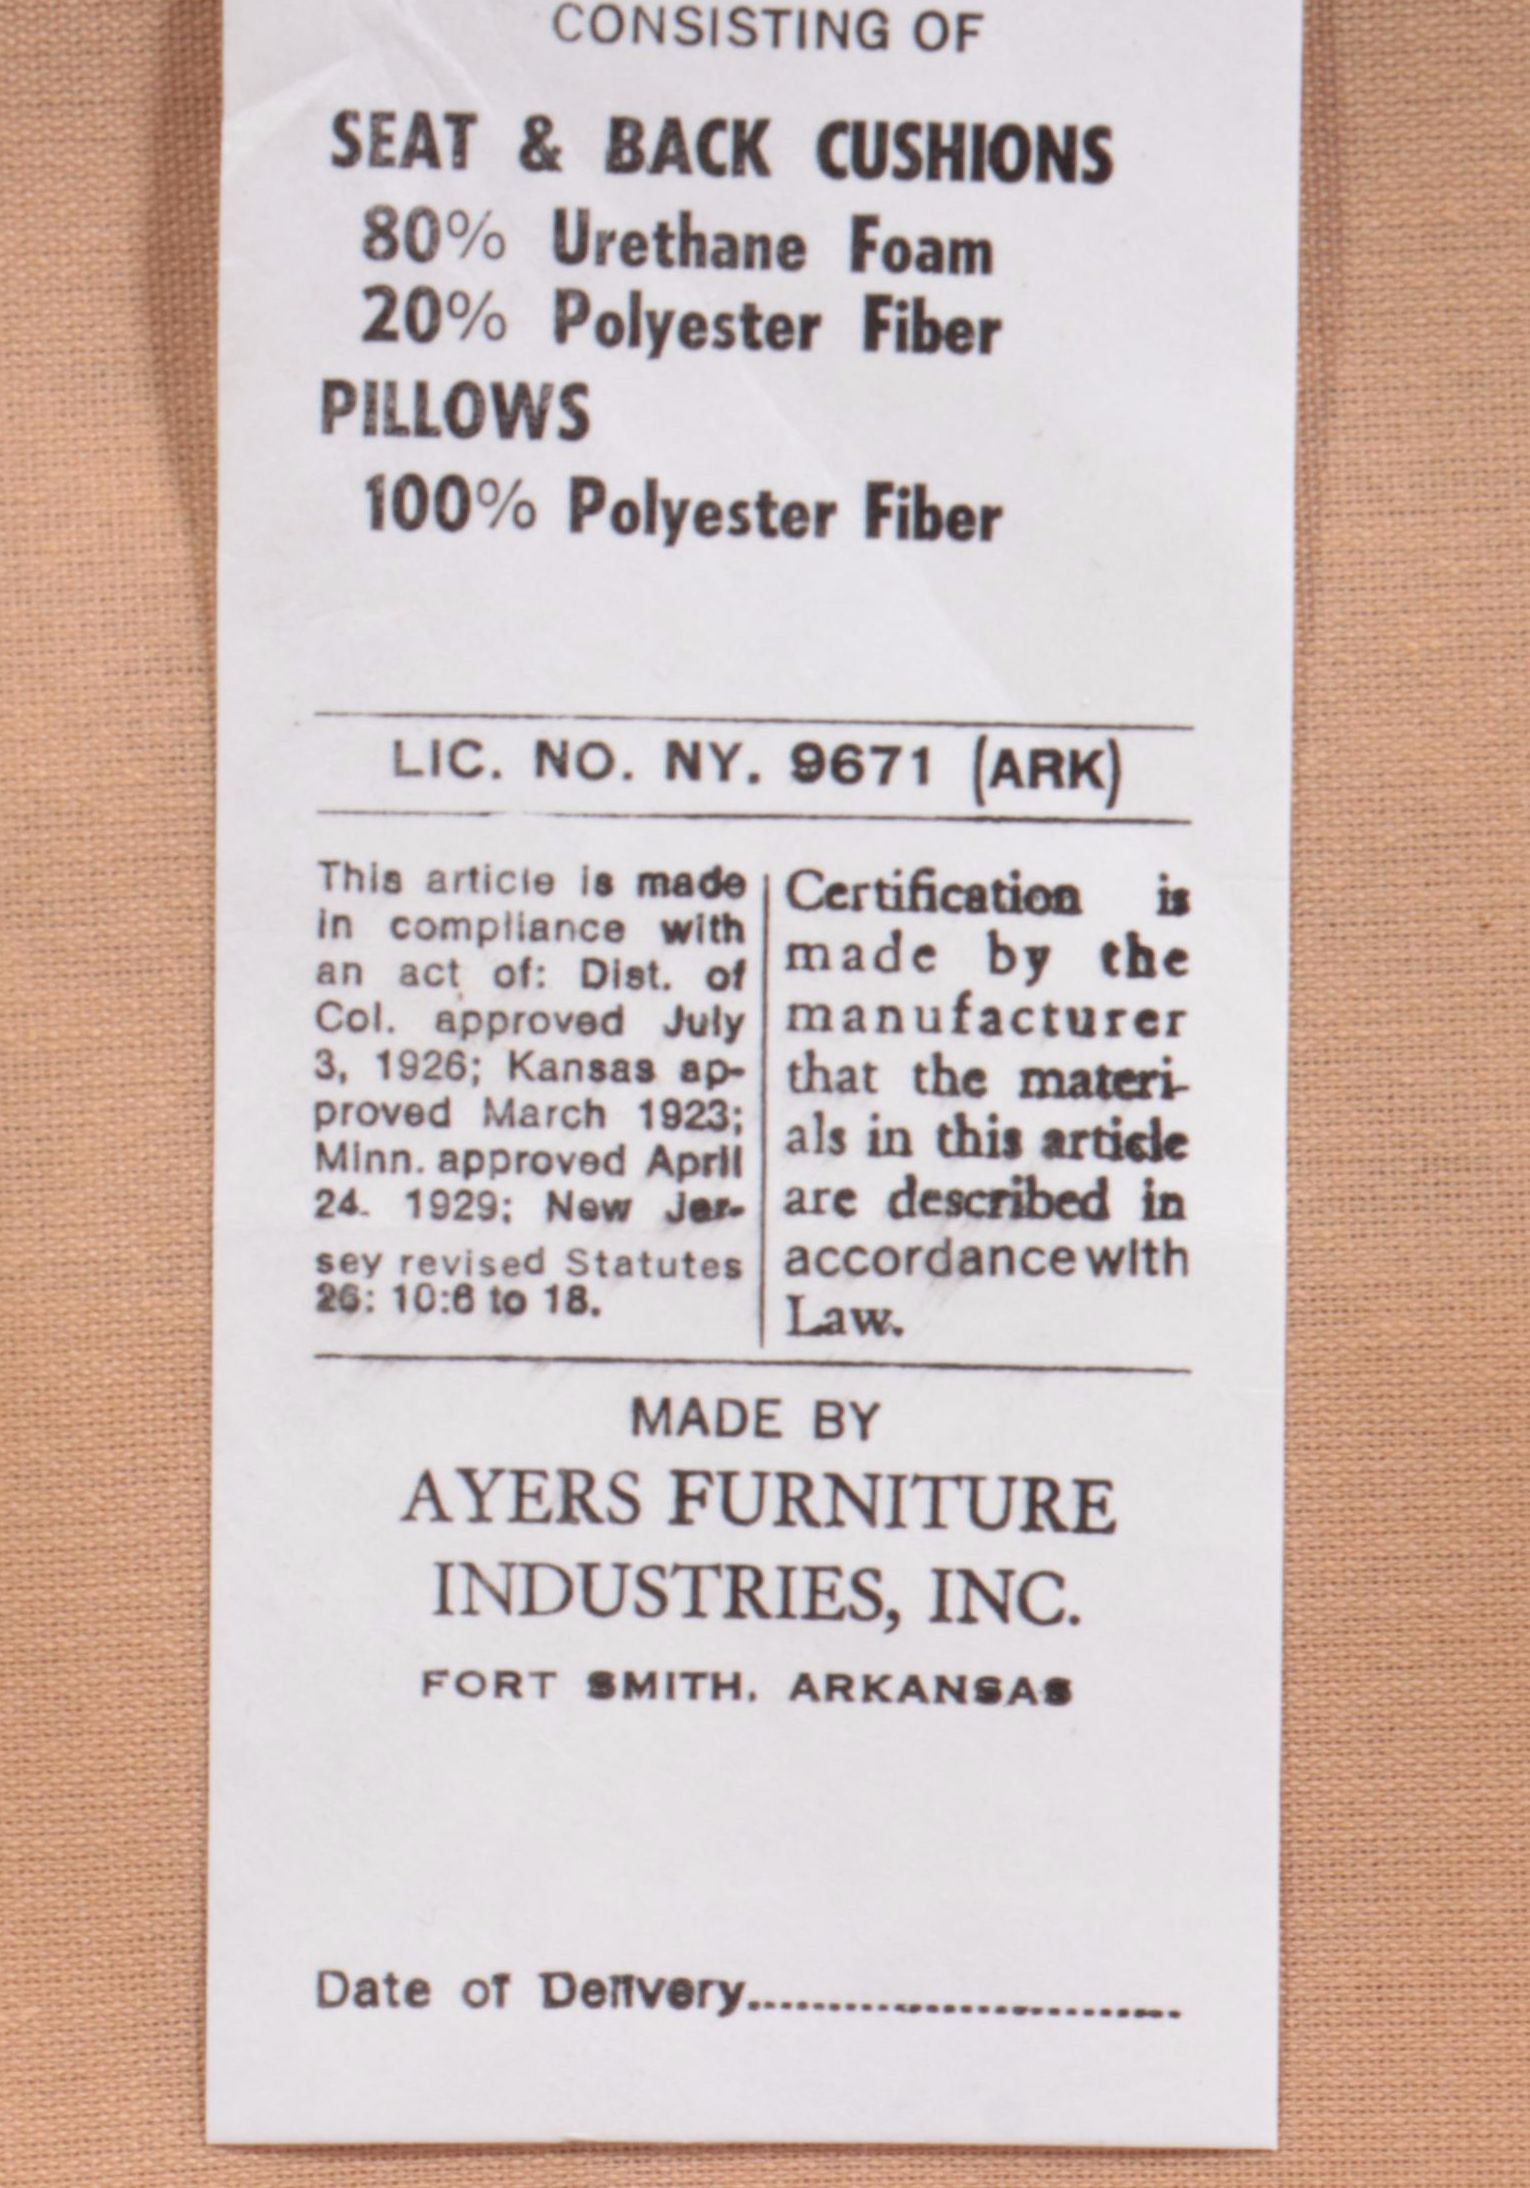 CONSISTING OF
SEAT & BACK CUSHIONS
80% Urethane Foam
20% Polyester Fiber
PILLOWS
100% Polyester Fiber
LIC. NO. NY. 9671 (ARK)
This article is made
in compliance with
an act of: Dist. of
Col. approved July
3, 1926; Kansas ap-
proved March 1923;
Minn. approved April
24. 1929; New Jer-
sey revised Statutes
26: 10:6 to 18.
Certification is
made by the
manufacturer
that the materi-
als in this article
are described in
accordance with
Law.
MADE BY
AYERS FURNITURE
INDUSTRIES, INC.
FORT SMITH, ARKANSAS
Date of Delivery..............................